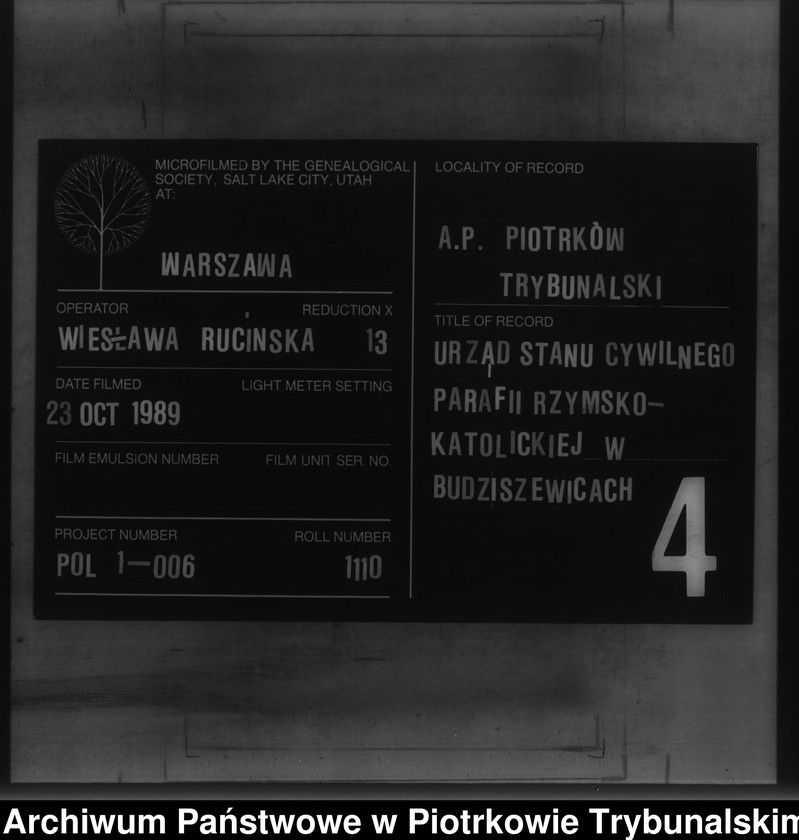 MICROFILMED BY THE GENEALOGICAL
SOCIETY, SALT LAKE CITY, UTAH
AT:
WARSZAWA
OPERATOR REDUCTION X
WIESŁAWA RUCIŃSKA 13
DATE FILMED LIGHT METER SETTING
23 OCT 1989
FILM EMULSION NUMBER FILM UNIT SER. NO.
PROJECT NUMBER ROLL NUMBER
POL 1—006 1110
LOCALITY OF RECORD
A.P. PIOTRKÒW
TRYBUNALSKI
TITLE OF RECORD
URZĄD STANU CYWILNEGO
PARAFII RZYMSKO—
KATOLICKIEJ W
BUDZISZEWICACH
4
Archiwum Państwowe w Piotrkowie Trybunalskim